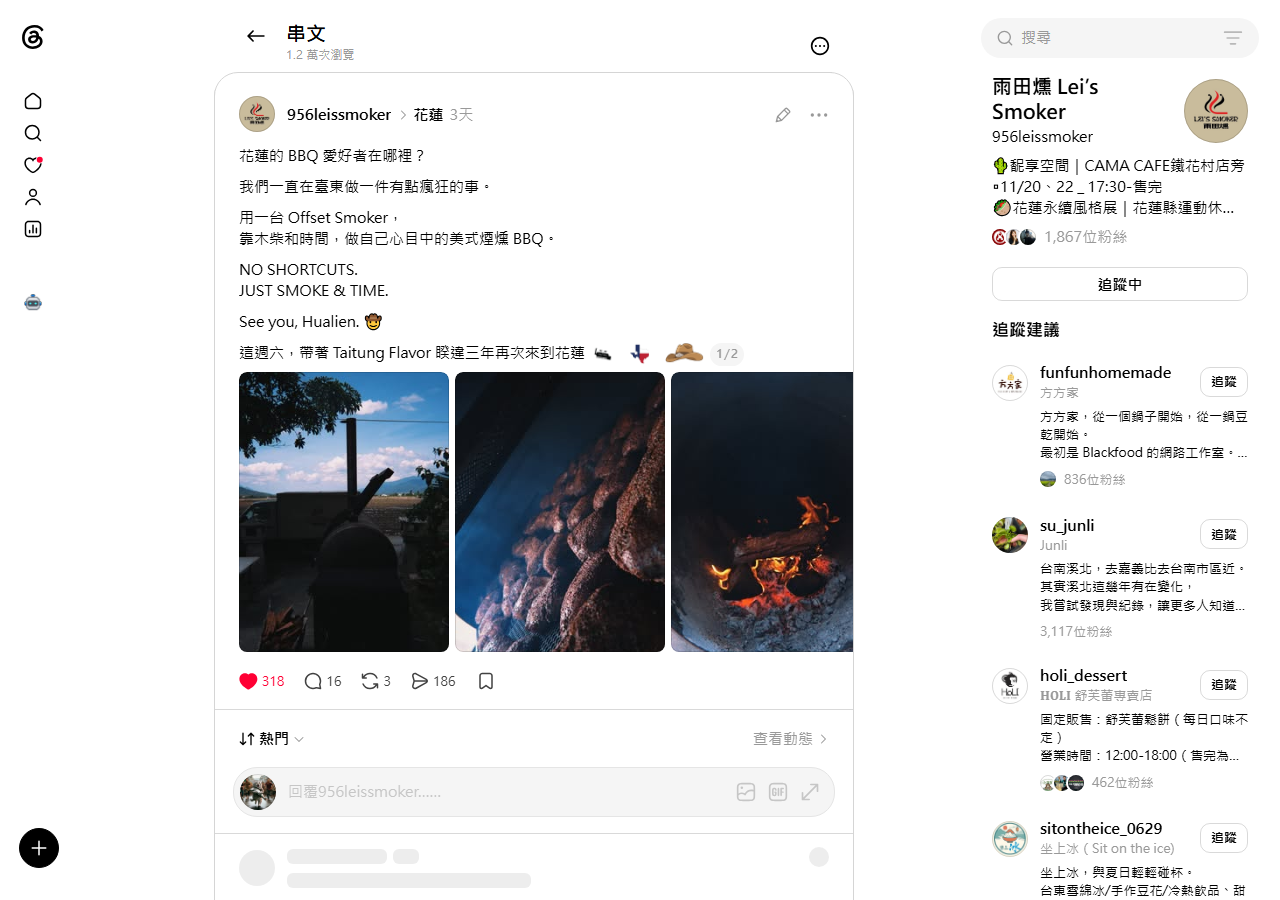 串文
1.2 萬次瀏覽
956leissmoker > 花蓮 3天
花蓮的 BBQ 愛好者在哪裡？
我們一直在臺東做一件有點瘋狂的事。
用一台 Offset Smoker，
靠木柴和時間，做自己心目中的美式煙燻 BBQ。
NO SHORTCUTS.
JUST SMOKE & TIME.
See you, Hualien. 🤠
這週六，帶著 Taitung Flavor 睽違三年再次來到花蓮
1/2
318 16 3 186
熱門
查看動態
回覆956leissmoker......
GIF
搜尋
雨田燻 Lei’s
Smoker
956leissmoker
LEI'S SMOKER
雨田燻
🌵馜享空間｜CAMA CAFE鐵花村店旁
▫️11/20、22 _ 17:30-售完
🥙花蓮永續風格展｜花蓮縣運動休...
1,867位粉絲
追蹤中
追蹤建議
funfunhomemade
方方家
追蹤
方方家，從一個鍋子開始，從一鍋豆
乾開始。
最初是 Blackfood 的網路工作室。...
836位粉絲
su_junli
Junli
追蹤
台南溪北，去嘉義比去台南市區近。
其實溪北這幾年有在變化，
我嘗試發現與紀錄，讓更多人知道...
3,117位粉絲
holi_dessert
𝐇𝐎𝐋𝐈 舒芙蕾專賣店
追蹤
固定販售：舒芙蕾鬆餅（每日口味不
定）
營業時間：12:00-18:00（售完為...
462位粉絲
sitontheice_0629
坐上冰（Sit on the ice)
追蹤
坐上冰，與夏日輕輕碰杯。
台東雪綿冰/手作豆花/冷熱飲品、甜